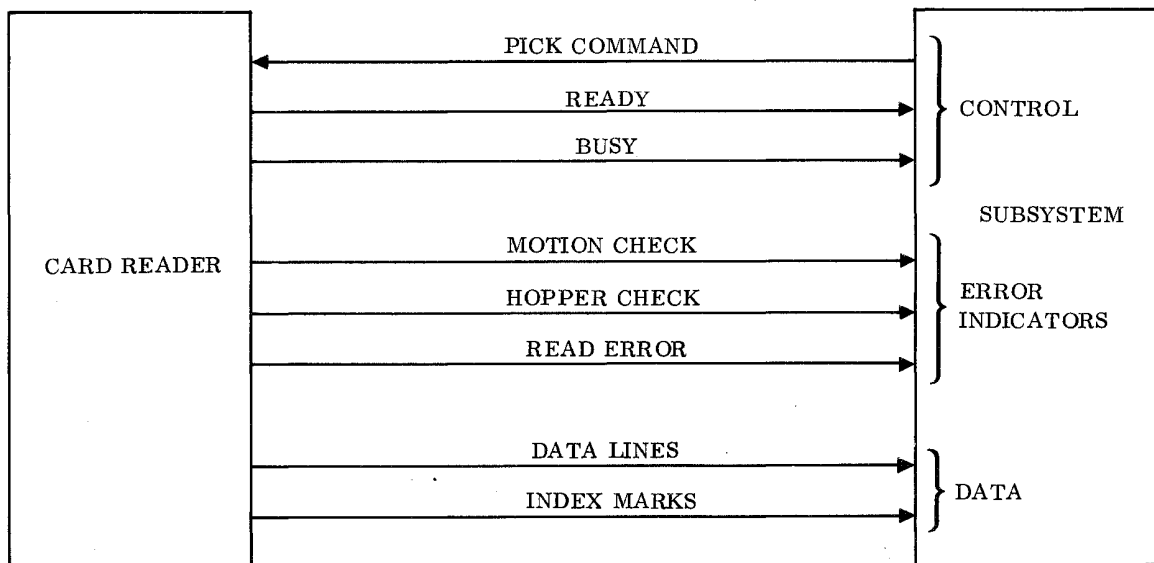 PICK COMMAND
READY
CONTROL
BUSY
SUBSYSTEM
MOTION CHECK
CARD READER
HOPPER CHECK
ERROR
INDICATORS
READ ERROR
DATA LINES
DATA
INDEX MARKS